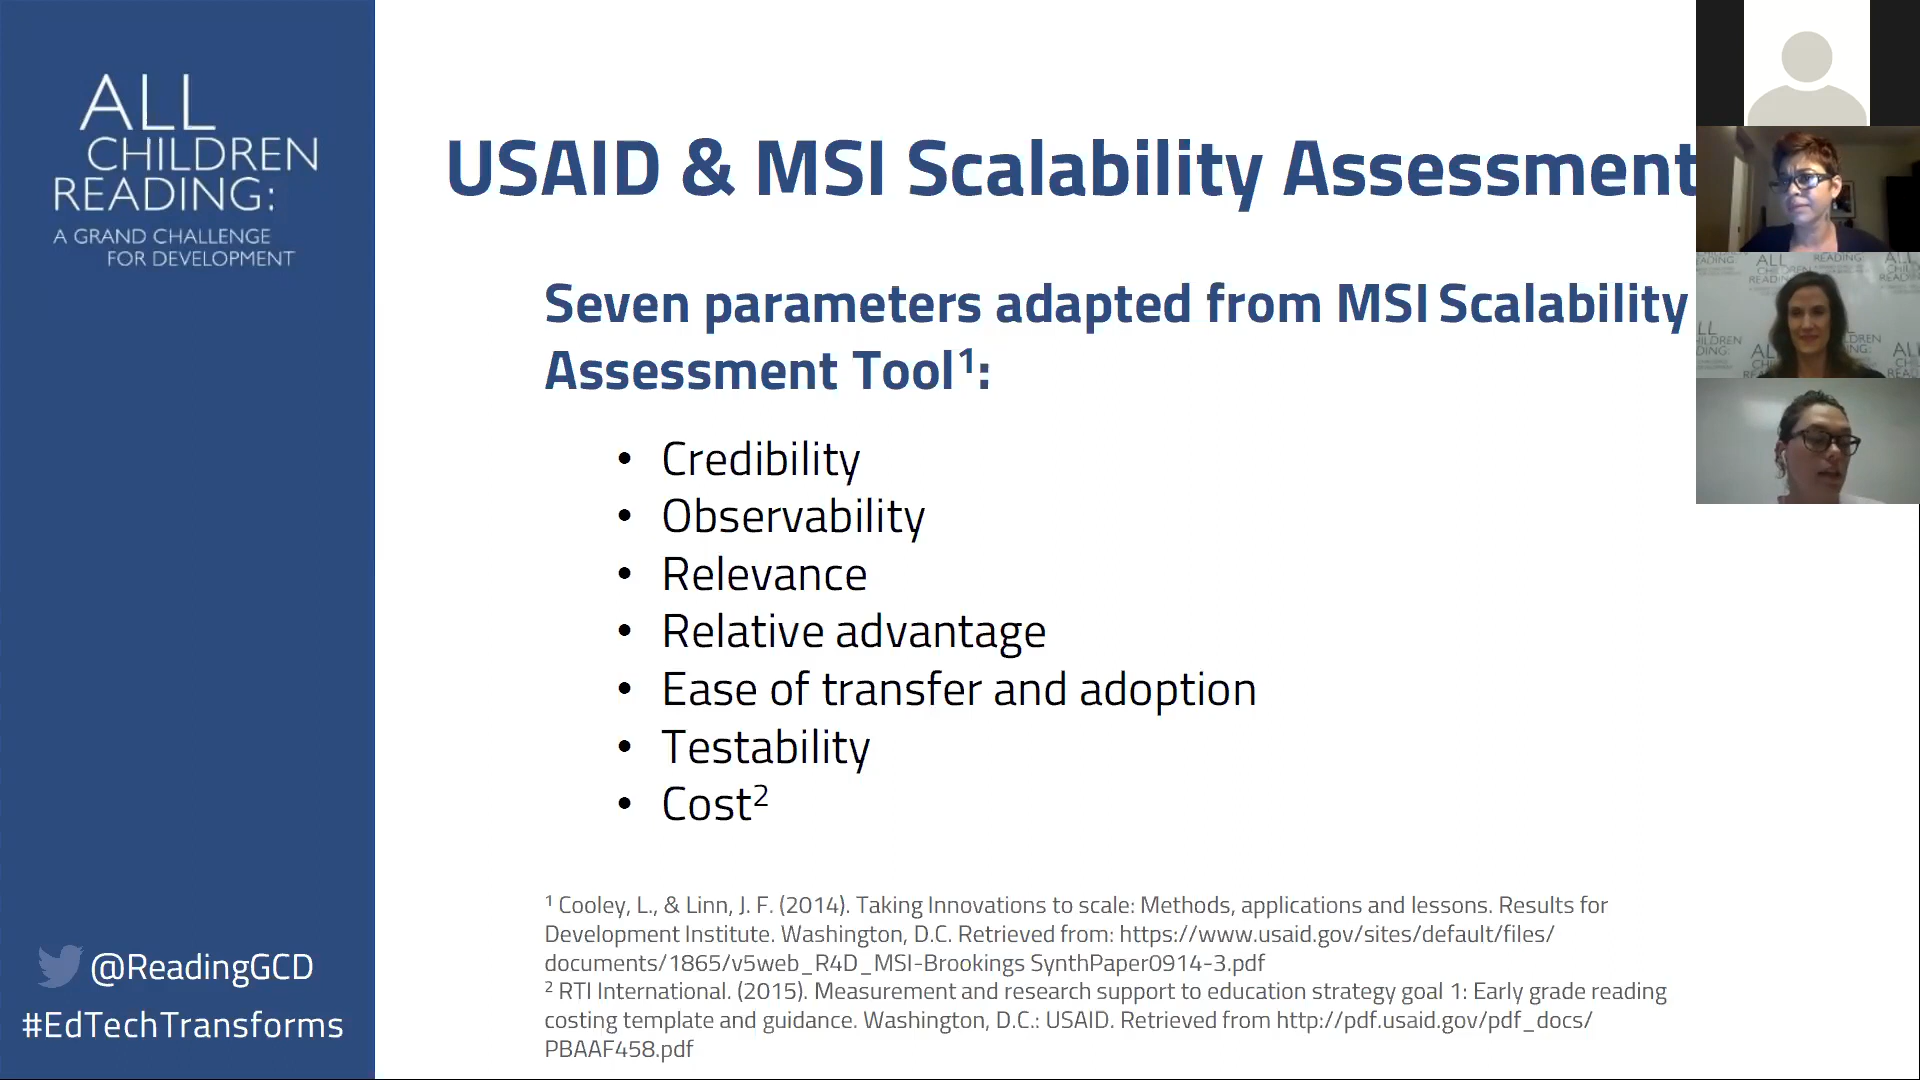 ALL
CHILDREN
READING:
A GRAND CHALLENGE
FOR DEVELOPMENT
USAID & MSI Scalability Assessment
Seven parameters adapted from MSI Scalability
Assessment Tool¹:
• Credibility
• Observability
• Relevance
• Relative advantage
• Ease of transfer and adoption
• Testability
• Cost²
¹ Cooley, L., & Linn, J. F. (2014). Taking Innovations to scale: Methods, applications and lessons. Results for
Development Institute. Washington, D.C. Retrieved from: https://www.usaid.gov/sites/default/files/
documents/1865/v5web_R4D_MSI-Brookings SynthPaper0914-3.pdf
² RTI International. (2015). Measurement and research support to education strategy goal 1: Early grade reading
costing template and guidance. Washington, D.C.: USAID. Retrieved from http://pdf.usaid.gov/pdf_docs/
PBAAF458.pdf
@ReadingGCD
#EdTechTransforms